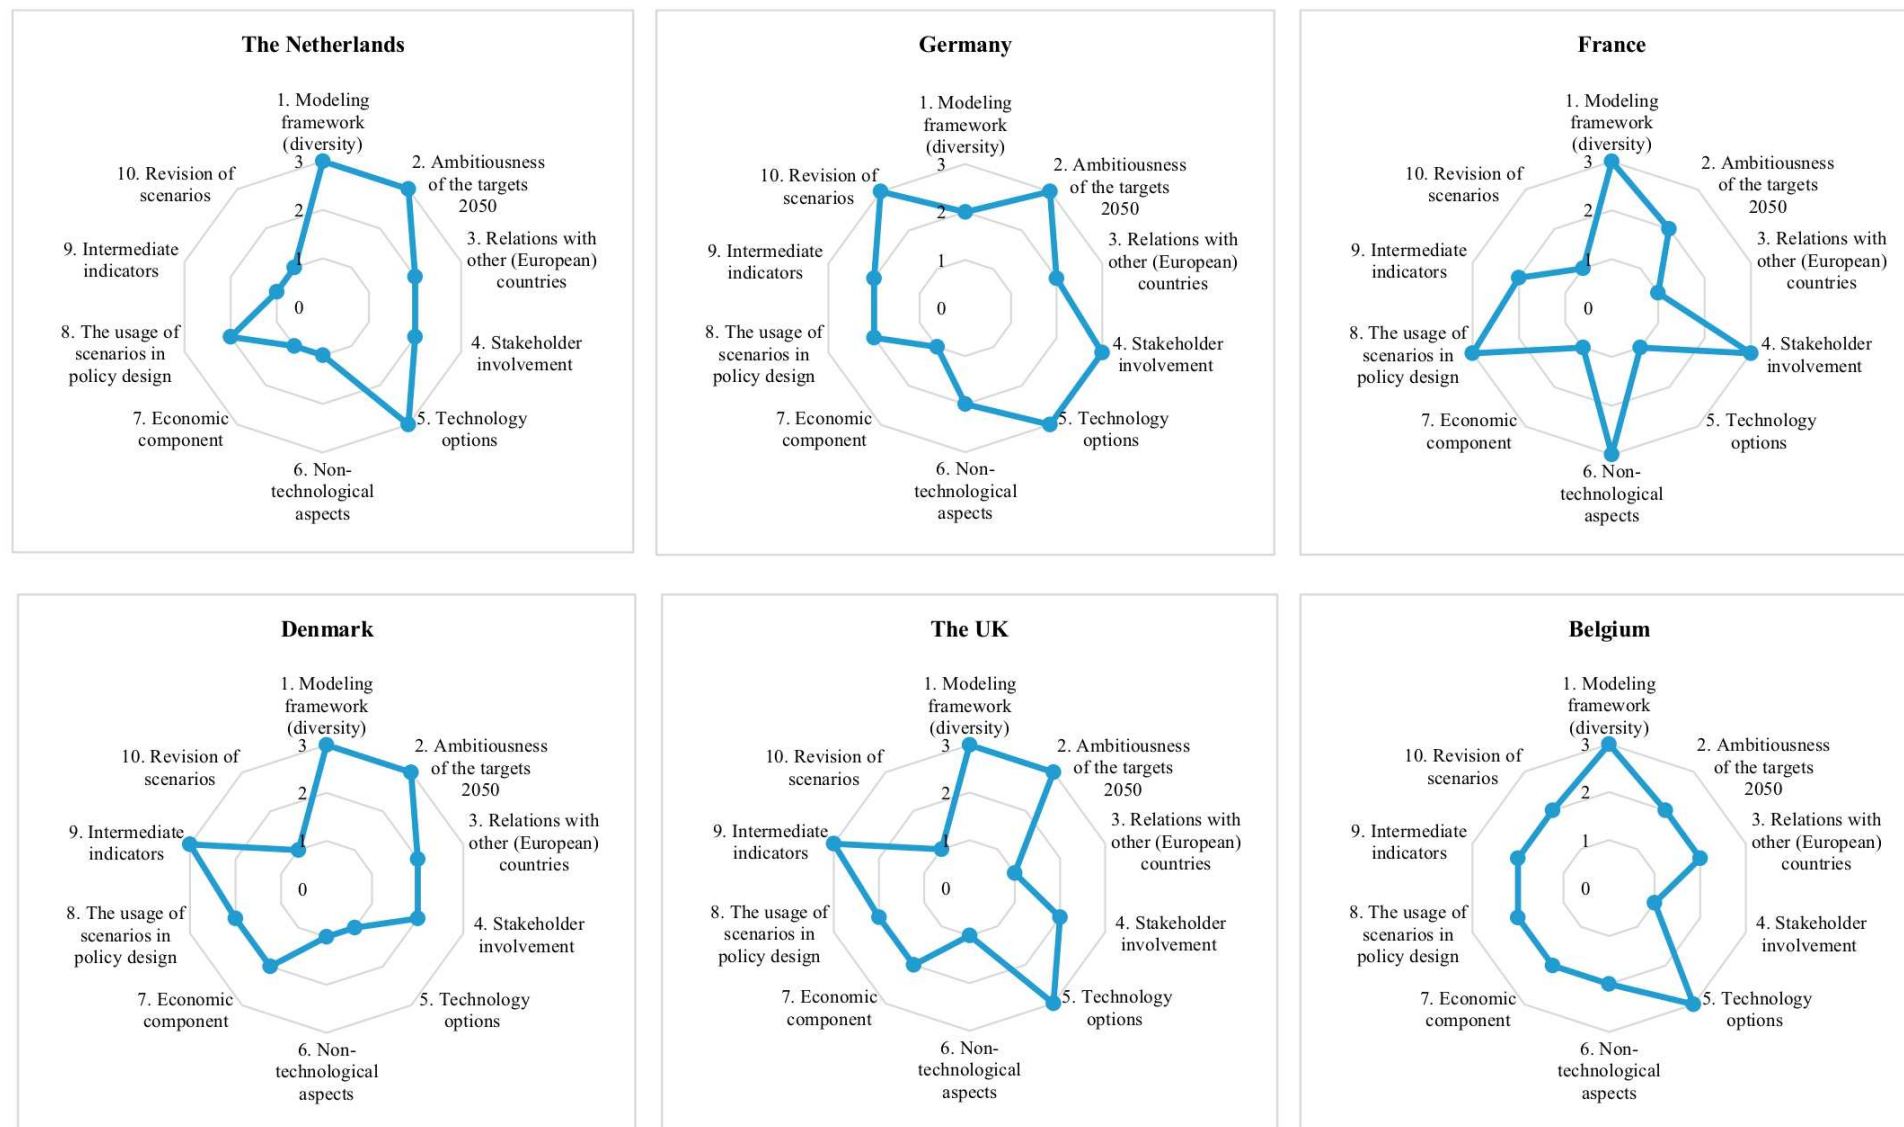 The Netherlands
1. Modeling
framework
(diversity)
3
2. Ambitiousness
of the targets
2050
10. Revision of
scenarios
2
3. Relations with
other (European)
countries
9. Intermediate
indicators
1
0
8. The usage of
scenarios in
policy design
4. Stakeholder
involvement
7. Economic
component
5. Technology
options
6. Non-
technological
aspects
Germany
1. Modeling
framework
(diversity)
3
2. Ambitiousness
of the targets
2050
10. Revision of
scenarios
2
3. Relations with
other (European)
countries
9. Intermediate
indicators
1
0
8. The usage of
scenarios in
policy design
4. Stakeholder
involvement
7. Economic
component
5. Technology
options
6. Non-
technological
aspects
France
1. Modeling
framework
(diversity)
3
2. Ambitiousness
of the targets
2050
10. Revision of
scenarios
2
3. Relations with
other (European)
countries
9. Intermediate
indicators
1
0
8. The usage of
scenarios in
policy design
4. Stakeholder
involvement
7. Economic
component
5. Technology
options
6. Non-
technological
aspects
Denmark
1. Modeling
framework
(diversity)
3
2. Ambitiousness
of the targets
2050
10. Revision of
scenarios
2
3. Relations with
other (European)
countries
9. Intermediate
indicators
1
0
8. The usage of
scenarios in
policy design
4. Stakeholder
involvement
7. Economic
component
5. Technology
options
6. Non-
technological
aspects
The UK
1. Modeling
framework
(diversity)
3
2. Ambitiousness
of the targets
2050
10. Revision of
scenarios
2
3. Relations with
other (European)
countries
9. Intermediate
indicators
1
0
8. The usage of
scenarios in
policy design
4. Stakeholder
involvement
7. Economic
component
5. Technology
options
6. Non-
technological
aspects
Belgium
1. Modeling
framework
(diversity)
3
2. Ambitiousness
of the targets
2050
10. Revision of
scenarios
2
3. Relations with
other (European)
countries
9. Intermediate
indicators
1
0
8. The usage of
scenarios in
policy design
4. Stakeholder
involvement
7. Economic
component
5. Technology
options
6. Non-
technological
aspects